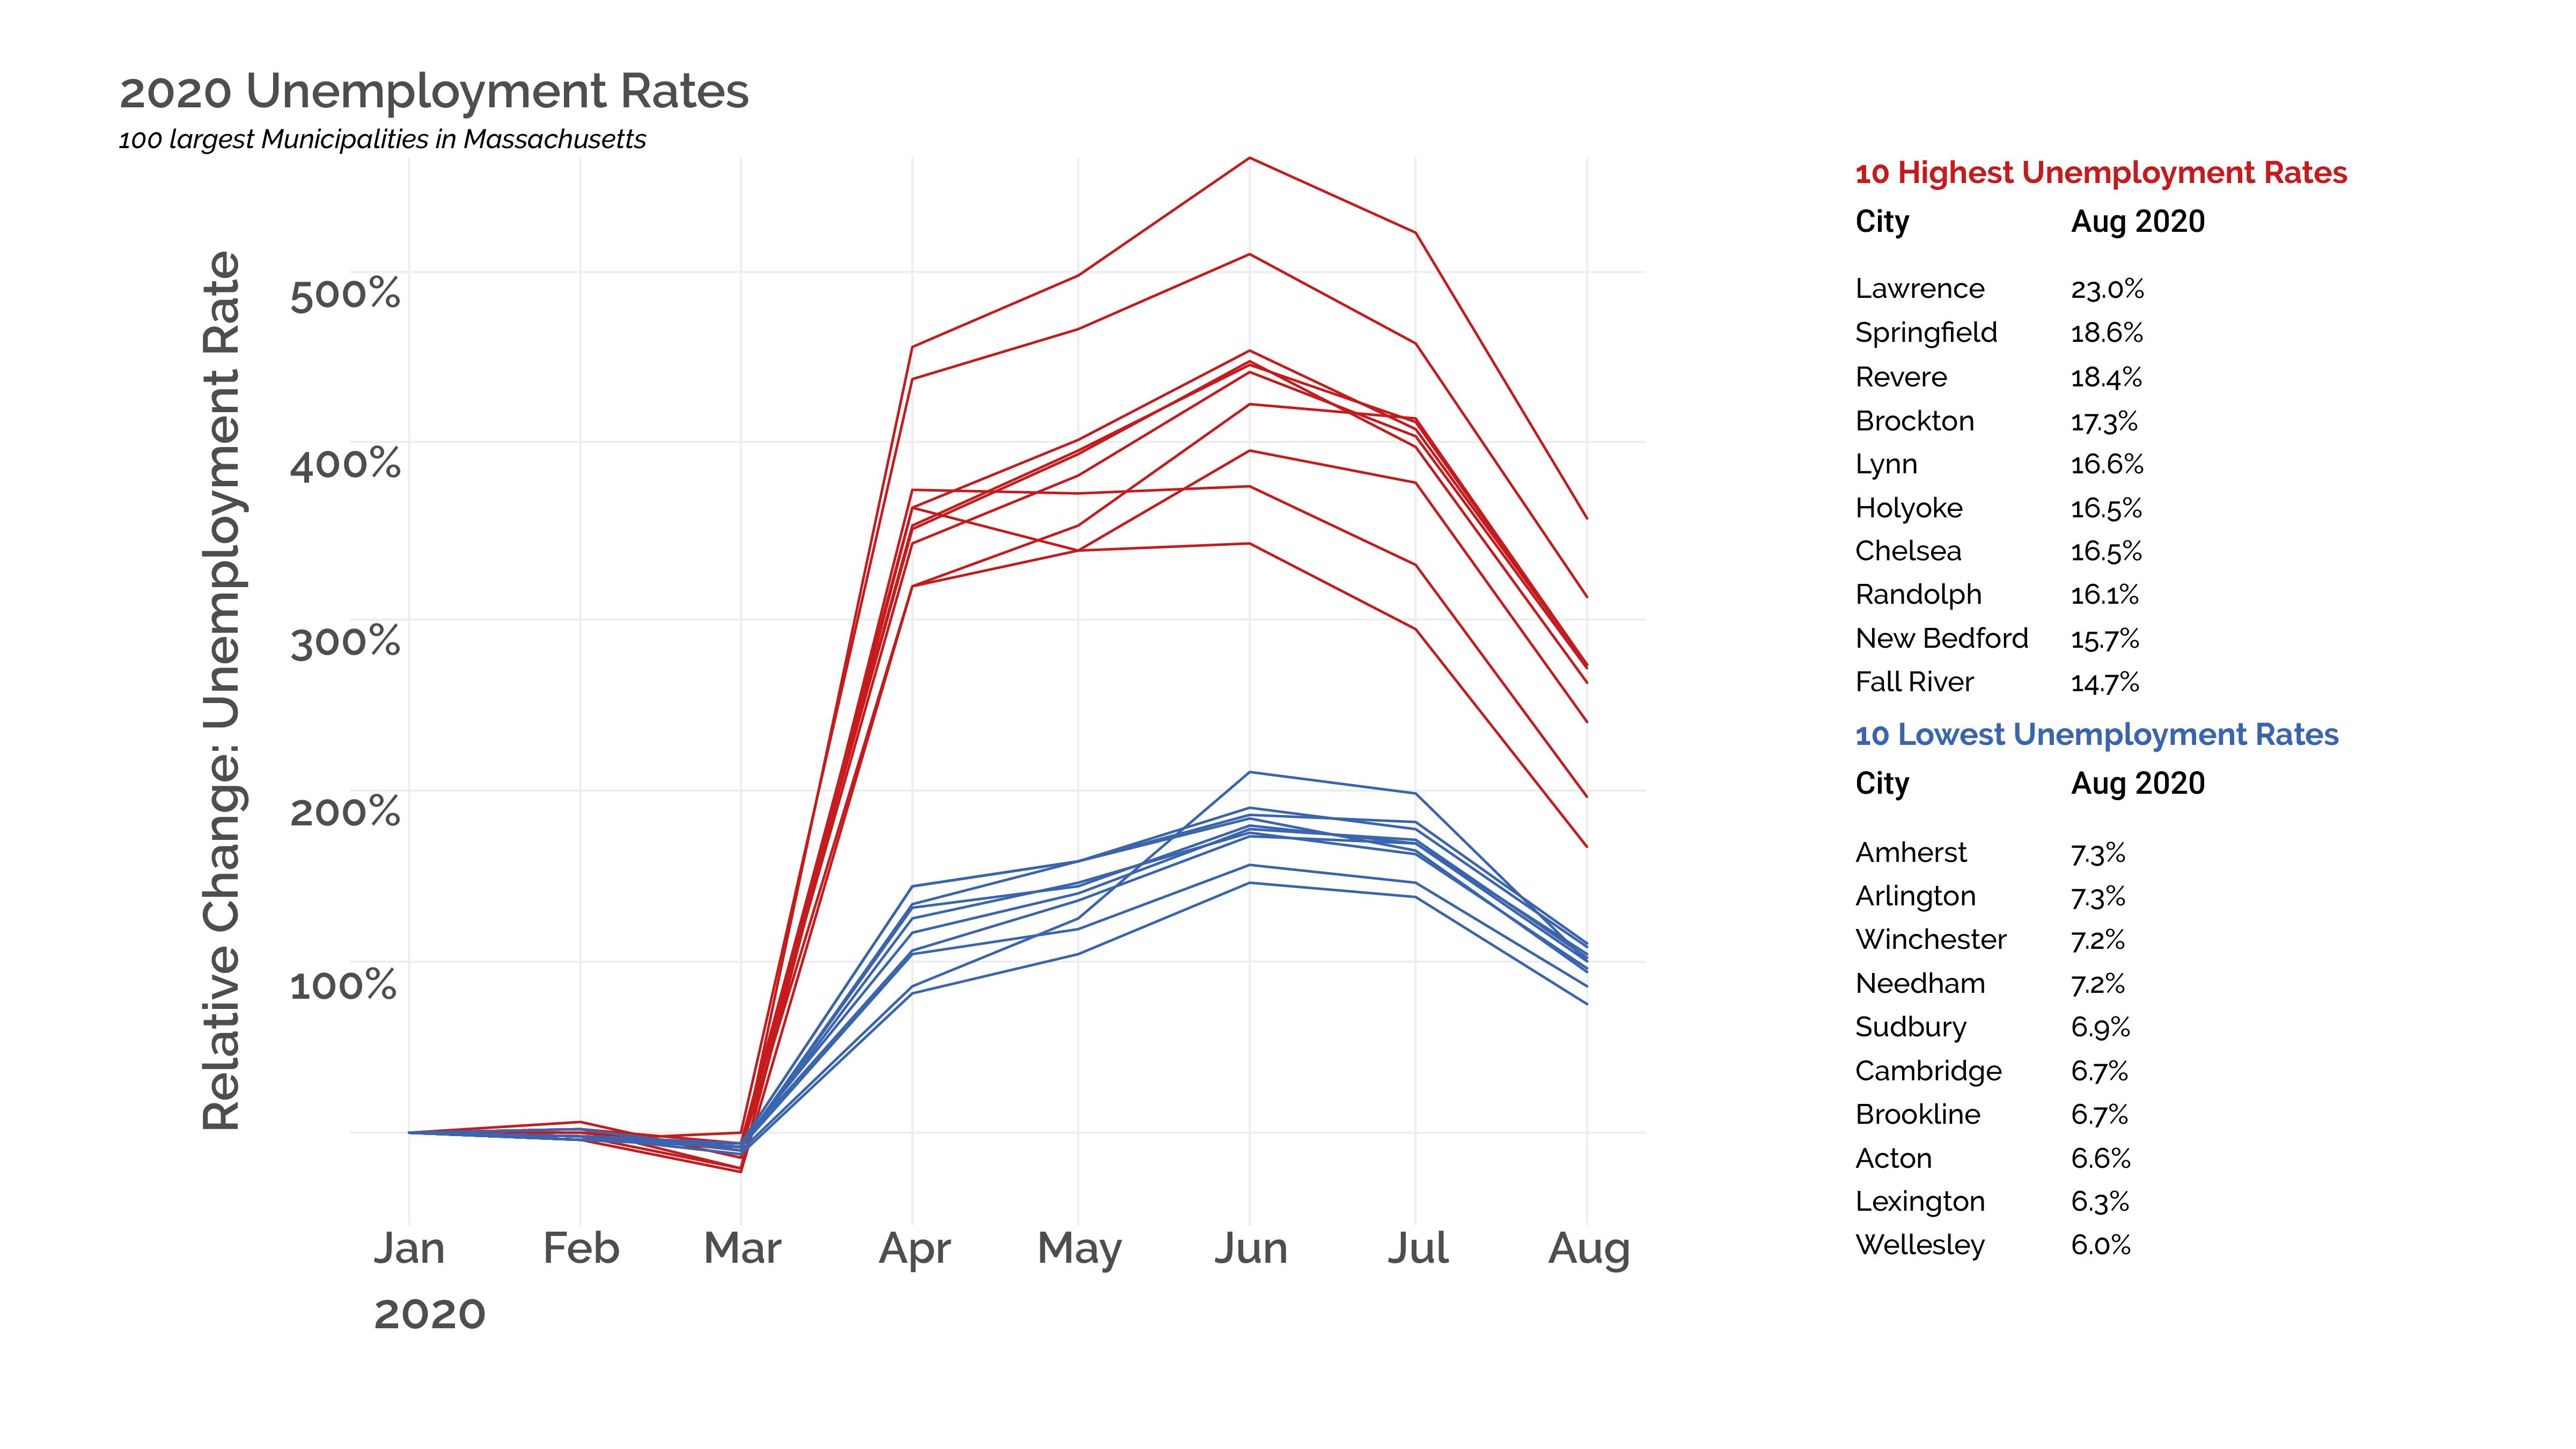 2020 Unemployment Rates
100 largest Municipalities in Massachusetts
Relative Change: Unemployment Rate
500%
400%
300%
200%
100%
Jan Feb Mar Apr May Jun Jul Aug
2020
10 Highest Unemployment Rates
City Aug 2020
Lawrence 23.0%
Springfield 18.6%
Revere 18.4%
Brockton 17.3%
Lynn 16.6%
Holyoke 16.5%
Chelsea 16.5%
Randolph 16.1%
New Bedford 15.7%
Fall River 14.7%
10 Lowest Unemployment Rates
City Aug 2020
Amherst 7.3%
Arlington 7.3%
Winchester 7.2%
Needham 7.2%
Sudbury 6.9%
Cambridge 6.7%
Brookline 6.7%
Acton 6.6%
Lexington 6.3%
Wellesley 6.0%